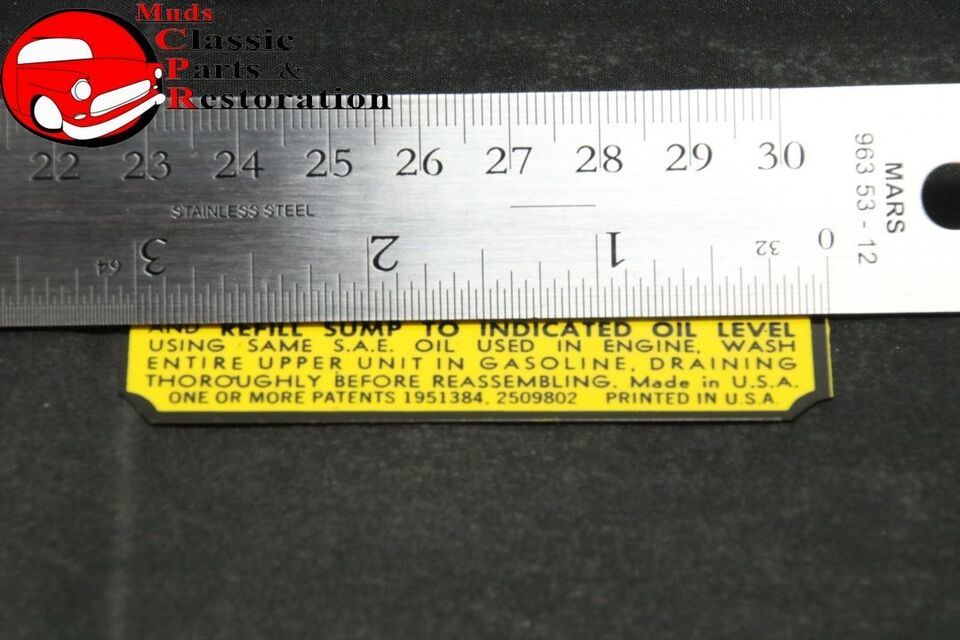 Muds
Classic
Parts &
Restoration
22 23 24 25 26 27 28 29 30
STAINLESS STEEL
MARS
963 53 - 12
64 3 2 1 32 0
AND REFILL SUMP TO INDICATED OIL LEVEL
USING SAME S.A.E. OIL USED IN ENGINE, WASH
ENTIRE UPPER UNIT IN GASOLINE, DRAINING
THOROUGHLY BEFORE REASSEMBLING. Made in U.S.A.
ONE OR MORE PATENTS 1951384, 2509802 PRINTED IN U.S.A.